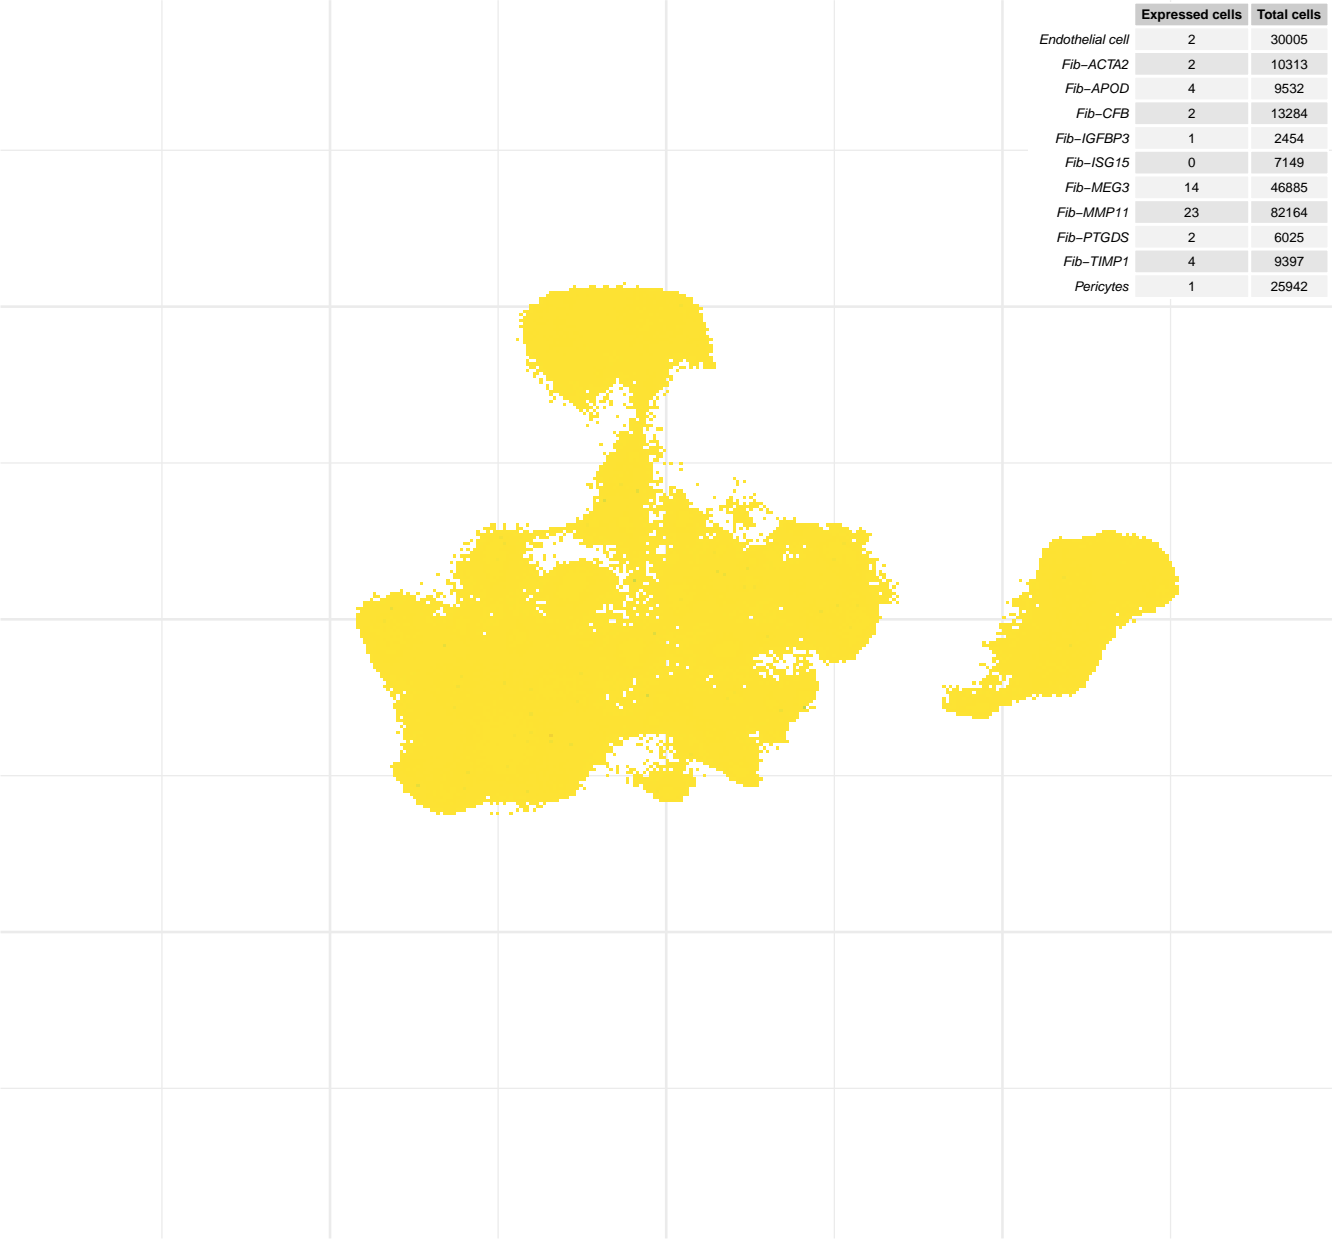 Expressed cells Total cells
Endothelial cell 2 30005
Fib−ACTA2 2 10313
Fib−APOD 4 9532
Fib−CFB 2 13284
Fib−IGFBP3 1 2454
Fib−ISG15 0 7149
Fib−MEG3 14 46885
Fib−MMP11 23 82164
Fib−PTGDS 2 6025
Fib−TIMP1 4 9397
Pericytes 1 25942